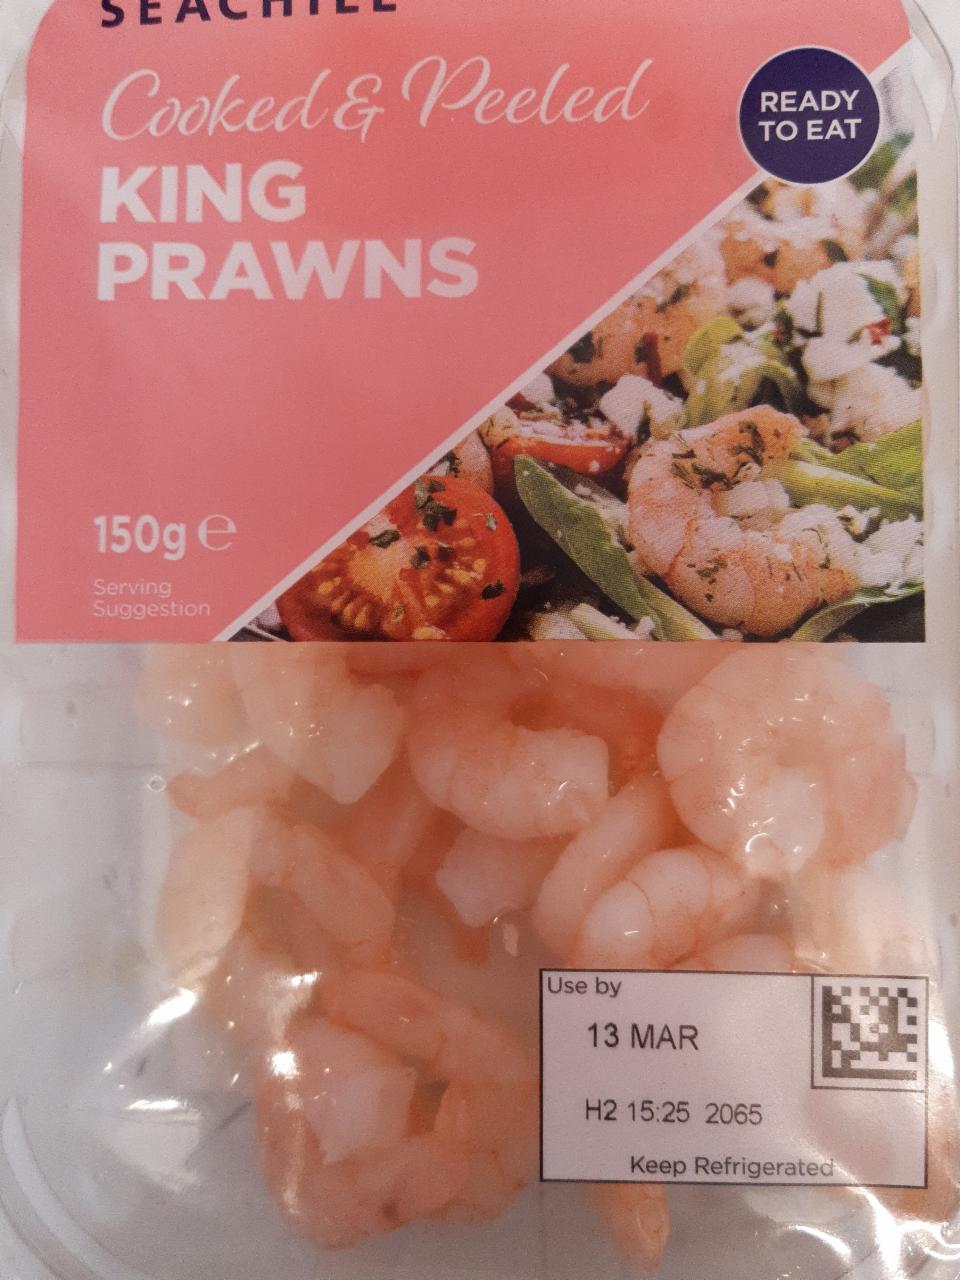 SEACHILL
Cooked & Peeled
KING
PRAWNS
READY
TO EAT
150g ℮
Serving
Suggestion
Use by
13 MAR
H2 15:25 2065
Keep Refrigerated